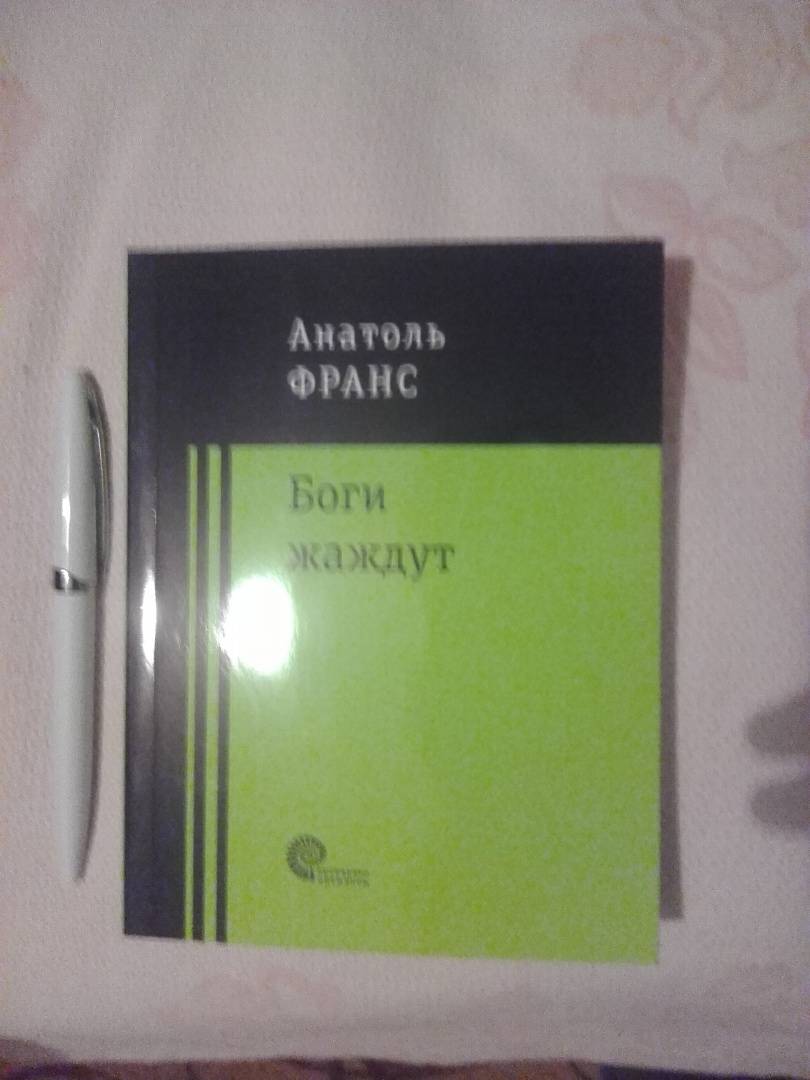 Анатоль
ФРАНС
Боги
жаждут